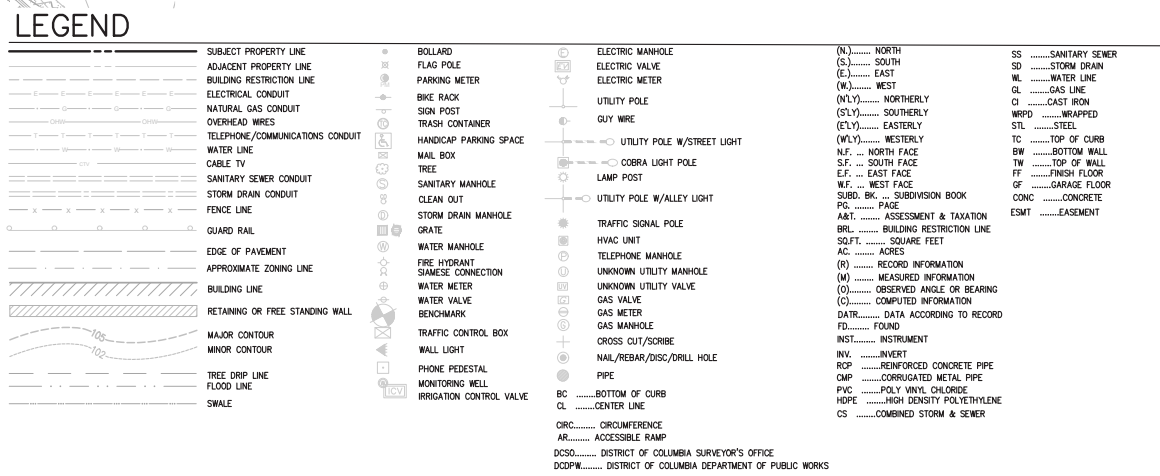 LEGEND
SUBJECT PROPERTY LINE
ADJACENT PROPERTY LINE
BUILDING RESTRICTION LINE
E E E E E E ELECTRICAL CONDUIT
G G G G NATURAL GAS CONDUIT
OHW OHW OVERHEAD WIRES
T T T T T T TELEPHONE/COMMUNICATIONS CONDUIT
W W W W WATER LINE
CTV CABLE TV
SANITARY SEWER CONDUIT
STORM DRAIN CONDUIT
X X X X X FENCE LINE
GUARD RAIL
EDGE OF PAVEMENT
APPROXIMATE ZONING LINE
BUILDING LINE
RETAINING OR FREE STANDING WALL
105 MAJOR CONTOUR
102 MINOR CONTOUR
TREE DRIP LINE
FLOOD LINE
SWALE
BOLLARD
FLAG POLE
PARKING METER
BIKE RACK
SIGN POST
TC TRASH CONTAINER
HANDICAP PARKING SPACE
MAIL BOX
TREE
S SANITARY MANHOLE
CLEAN OUT
D STORM DRAIN MANHOLE
GRATE
W WATER MANHOLE
FIRE HYDRANT
SIAMESE CONNECTION
WATER METER
WATER VALVE
BENCHMARK
TRAFFIC CONTROL BOX
WALL LIGHT
PHONE PEDESTAL
MONITORING WELL
ICV IRRIGATION CONTROL VALVE
E ELECTRIC MANHOLE
ELECTRIC VALVE
ELECTRIC METER
UTILITY POLE
GUY WIRE
UTILITY POLE W/STREET LIGHT
COBRA LIGHT POLE
LAMP POST
UTILITY POLE W/ALLEY LIGHT
TRAFFIC SIGNAL POLE
HVAC UNIT
P TELEPHONE MANHOLE
U UNKNOWN UTILITY MANHOLE
UV UNKNOWN UTILITY VALVE
G GAS VALVE
GAS METER
G GAS MANHOLE
CROSS CUT/SCRIBE
NAIL/REBAR/DISC/DRILL HOLE
PIPE
BC ........BOTTOM OF CURB
CL ........CENTER LINE
CIRC......... CIRCUMFERENCE
AR......... ACCESSIBLE RAMP
DCSO......... DISTRICT OF COLUMBIA SURVEYOR'S OFFICE
DCDPW......... DISTRICT OF COLUMBIA DEPARTMENT OF PUBLIC WORKS
(N.)........ NORTH
(S.)........ SOUTH
(E.)........ EAST
(W.)........ WEST
(N'LY)........ NORTHERLY
(S'LY)........ SOUTHERLY
(E'LY)........ EASTERLY
(W'LY)........ WESTERLY
N.F. ... NORTH FACE
S.F. ... SOUTH FACE
E.F. ... EAST FACE
W.F. ... WEST FACE
SUBD. BK. ... SUBDIVISION BOOK
PG. ........ PAGE
A&T. ........ ASSESSMENT & TAXATION
BRL. ........ BUILDING RESTRICTION LINE
SQ.FT. ........ SQUARE FEET
AC. ........ ACRES
(R) ........ RECORD INFORMATION
(M) ........ MEASURED INFORMATION
(O)........ OBSERVED ANGLE OR BEARING
(C)........ COMPUTED INFORMATION
DATR........ DATA ACCORDING TO RECORD
FD......... FOUND
INST......... INSTRUMENT
INV. ........INVERT
RCP ........REINFORCED CONCRETE PIPE
CMP ........CORRUGATED METAL PIPE
PVC ........POLY VINYL CHLORIDE
HDPE ........HIGH DENSITY POLYETHYLENE
CS ........COMBINED STORM & SEWER
SS ........SANITARY SEWER
SD ........STORM DRAIN
WL ........WATER LINE
GL ........GAS LINE
CI ........CAST IRON
WRPD ........WRAPPED
STL ........STEEL
TC ........TOP OF CURB
BW ........BOTTOM WALL
TW ........TOP OF WALL
FF ........FINISH FLOOR
GF ........GARAGE FLOOR
CONC ........CONCRETE
ESMT ........EASEMENT